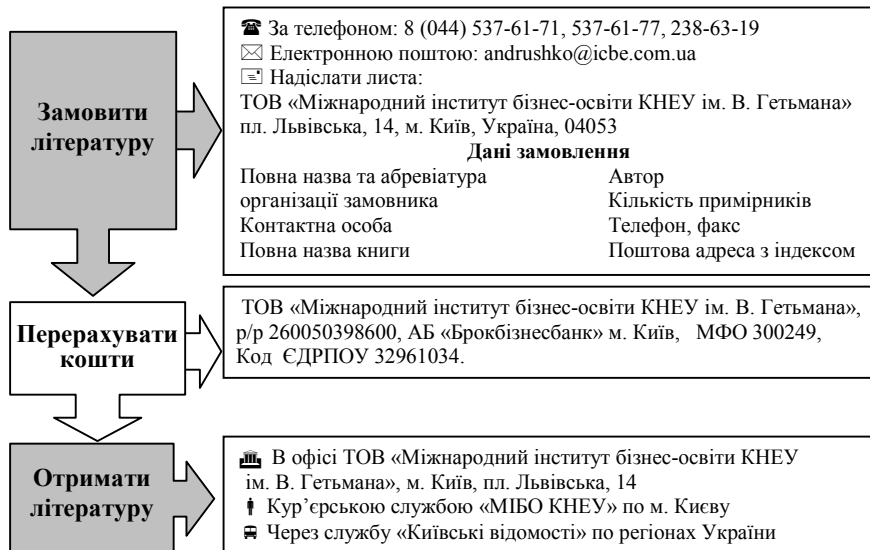 Замовити
літературу
☎ За телефоном: 8 (044) 537-61-71, 537-61-77, 238-63-19
Електронною поштою: andrushko@icbe.com.ua
Надіслати листа:
ТОВ «Міжнародний інститут бізнес-освіти КНЕУ ім. В. Гетьмана»
пл. Львівська, 14, м. Київ, Україна, 04053
Дані замовлення
Повна назва та абревіатура
організації замовника
Контактна особа
Повна назва книги
Автор
Кількість примірників
Телефон, факс
Поштова адреса з індексом
Перерахувати
кошти
ТОВ «Міжнародний інститут бізнес-освіти КНЕУ ім. В. Гетьмана»,
р/р 260050398600, АБ «Брокбізнесбанк» м. Київ, МФО 300249,
Код ЄДРПОУ 32961034.
Отримати
літературу
В офісі ТОВ «Міжнародний інститут бізнес-освіти КНЕУ
ім. В. Гетьмана», м. Київ, пл. Львівська, 14
Кур’єрською службою «МІБО КНЕУ» по м. Києву
Через службу «Київські відомості» по регіонах України